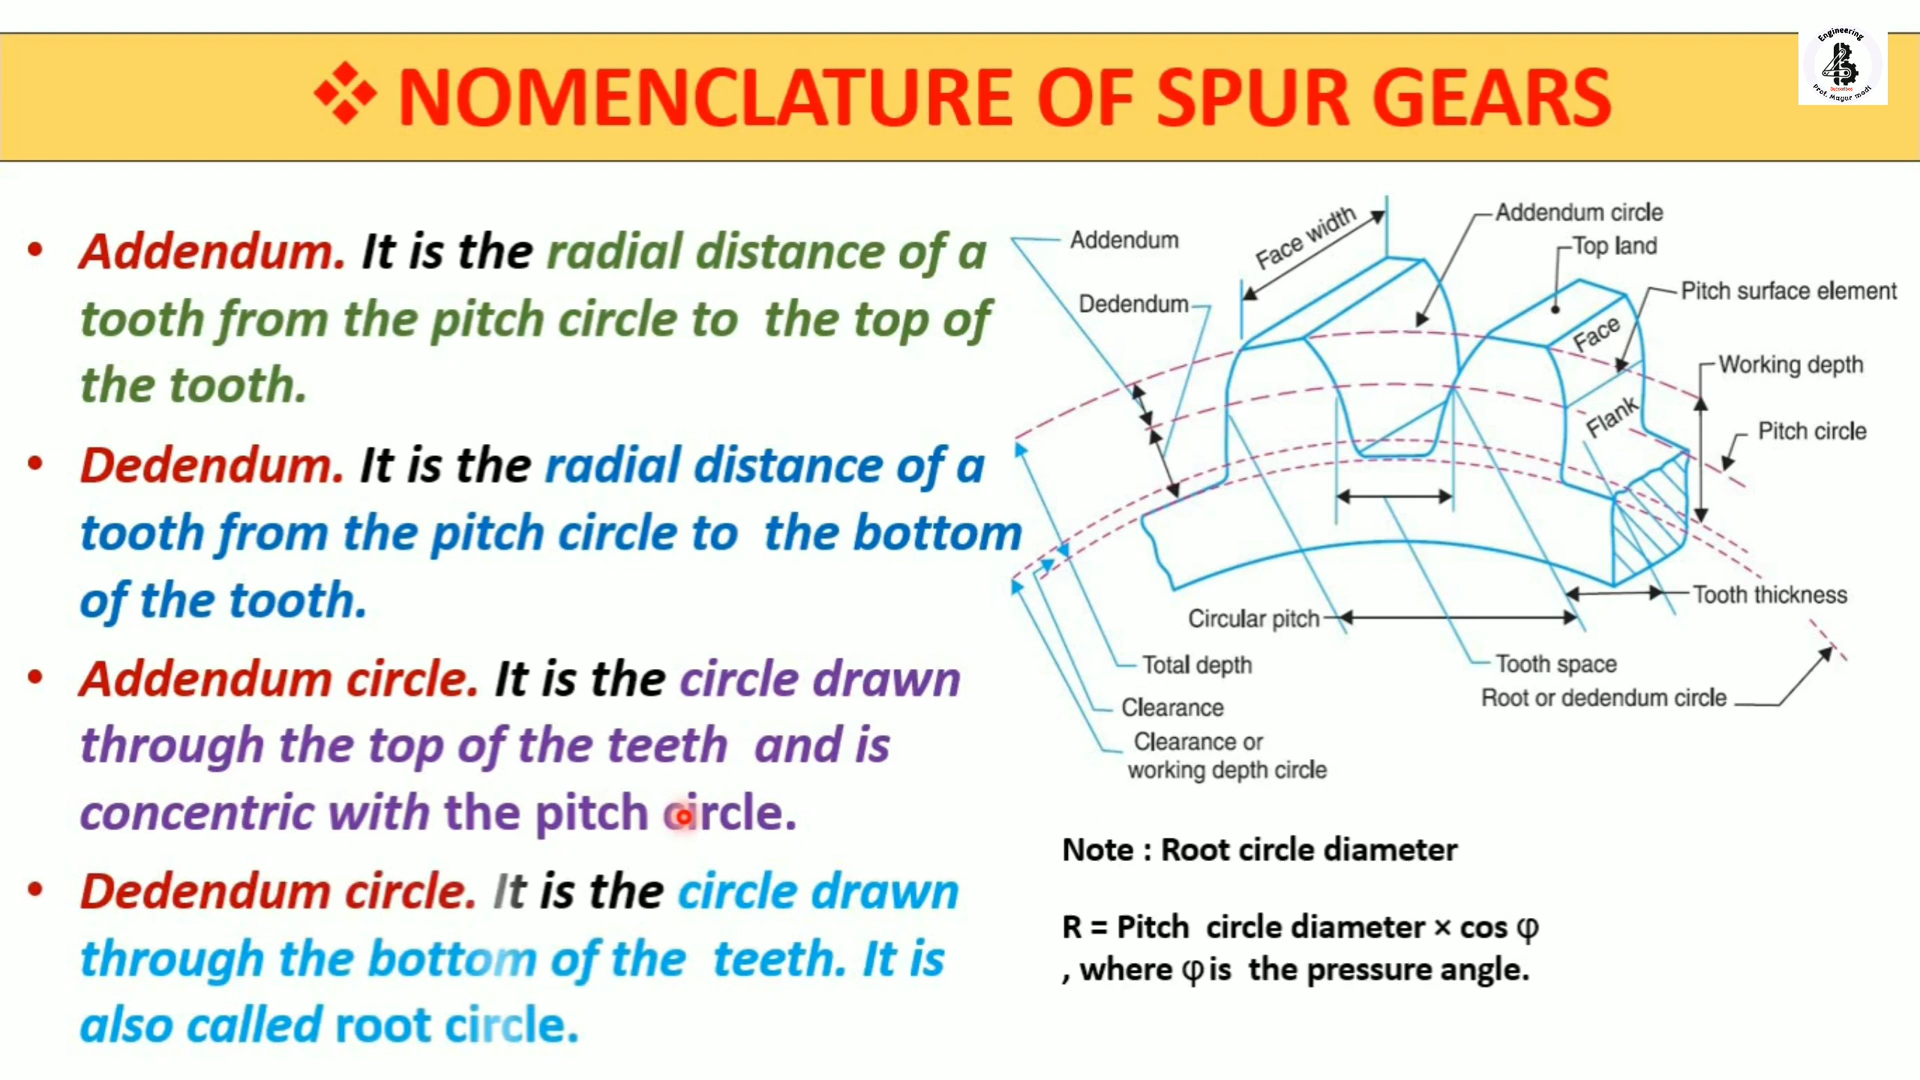 Engineering
Prof. Mayur modi
❖ NOMENCLATURE OF SPUR GEARS
• Addendum. It is the radial distance of a
tooth from the pitch circle to the top of
the tooth.
• Dedendum. It is the radial distance of a
tooth from the pitch circle to the bottom
of the tooth.
• Addendum circle. It is the circle drawn
through the top of the teeth and is
concentric with the pitch circle.
• Dedendum circle. It is the circle drawn
through the bottom of the teeth. It is
also called root circle.
Addendum
Face width
Addendum circle
Top land
Dedendum
Pitch surface element
Face
Working depth
Flank
Pitch circle
Tooth thickness
Circular pitch
Total depth
Tooth space
Root or dedendum circle
Clearance
Clearance or
working depth circle
Note : Root circle diameter
R = Pitch circle diameter × cos φ
, where φ is the pressure angle.